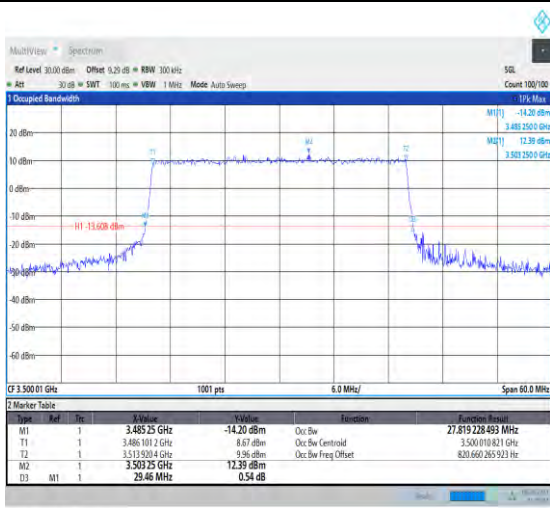 MultiView Spectrum
Ref Level 30.00 dBm Offset 9.29 dB RBW 300 kHz SGL
Att 30 dB SWT 100 ms VBW 1 MHz Mode Auto Sweep Count 100/100
1 Occupied Bandwidth 1Pk Max
M1[1] -14.20 dBm
3.485 250 0 GHz
M2[1] 12.39 dBm
3.503 250 0 GHz
20 dBm
T1 M2 T2
10 dBm
0 dBm
-10 dBm
H1 -13.608 dBm
-20 dBm
-30 dBm
-40 dBm
-50 dBm
-60 dBm
CF 3.500 01 GHz 1001 pts 6.0 MHz/ Span 60.0 MHz
2 Marker Table
Type Ref Trc X-Value Y-Value Function Function Result
M1 1 3.485 25 GHz -14.20 dBm Occ Bw 27.819 228 493 MHz
T1 1 3.486 101 2 GHz 8.67 dBm Occ Bw Centroid 3.500 010 821 GHz
T2 1 3.513 920 4 GHz 9.96 dBm Occ Bw Freq Offset 820.660 265 923 Hz
M2 1 3.503 25 GHz 12.39 dBm
D3 M1 1 29.46 MHz 0.54 dB